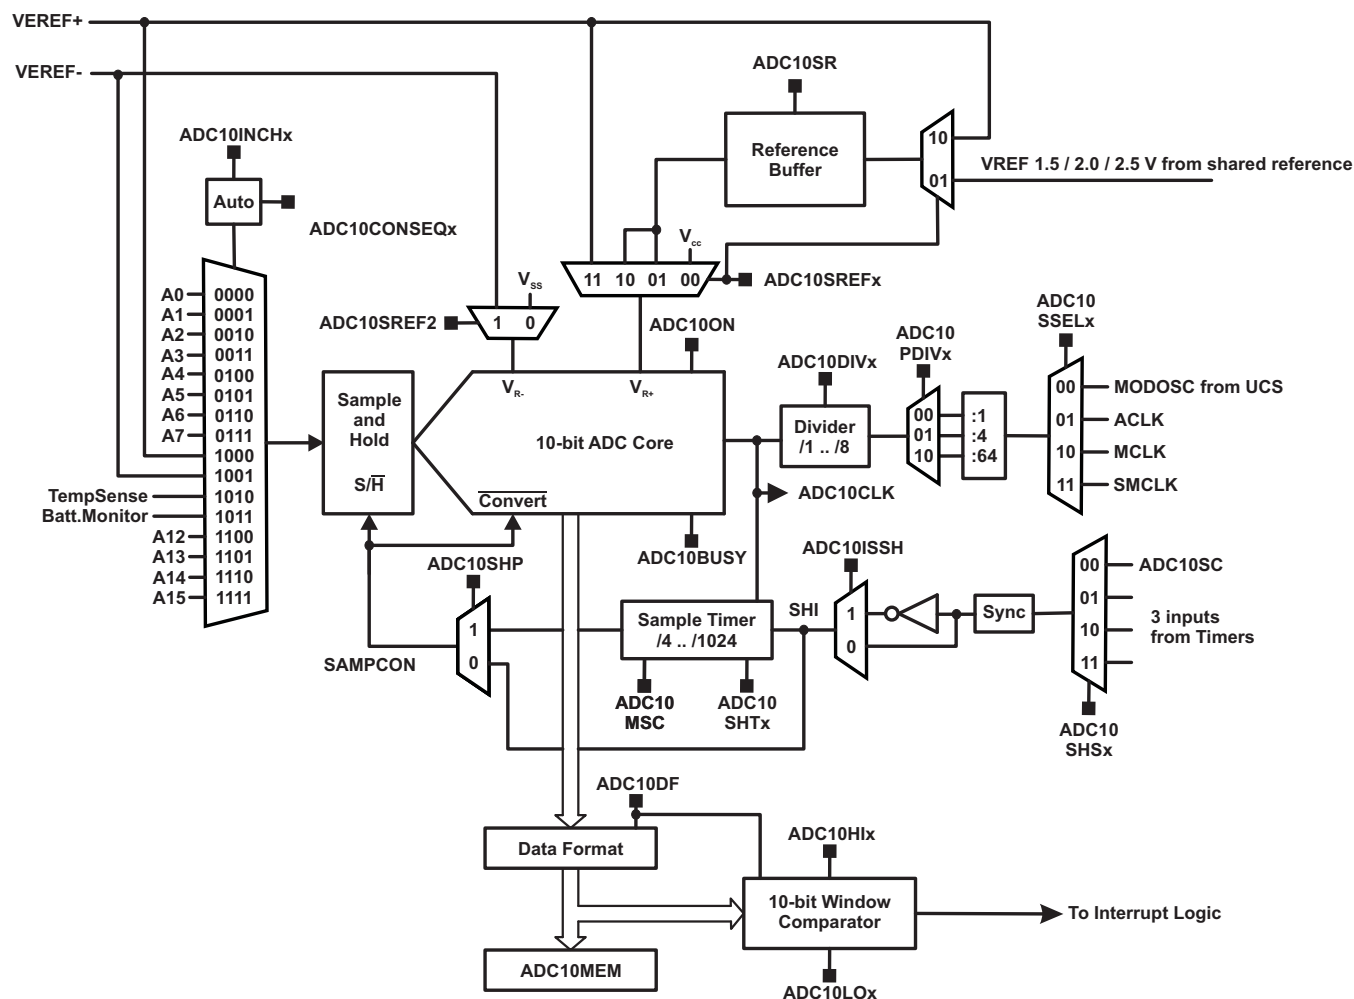 VEREF+
VEREF-
ADC10SR
ADC10INCHx
Reference
Buffer
10
01
VREF 1.5 / 2.0 / 2.5 V from shared reference
Auto
ADC10CONSEQx
Vcc
11 10 01 00
ADC10SREFx
VSS
ADC10SREF2
1 0
ADC10ON
A0 0000
A1 0001
A2 0010
A3 0011
A4 0100
A5 0101
A6 0110
A7 0111
1000
1001
TempSense 1010
Batt.Monitor 1011
A12 1100
A13 1101
A14 1110
A15 1111
Sample
and
Hold
S/H
VR-
VR+
10-bit ADC Core
Convert
ADC10DIVx
Divider
/1 .. /8
ADC10
PDIVx
00 :1
01 :4
10 :64
ADC10
SSELx
00 MODOSC from UCS
01 ACLK
10 MCLK
11 SMCLK
ADC10CLK
ADC10BUSY
ADC10SHP
1
0
SAMPCON
Sample Timer
/4 .. /1024
ADC10
MSC
ADC10
SHTx
SHI
ADC10ISSH
1
0
Sync
00 ADC10SC
01
10
11
3 inputs
from Timers
ADC10
SHSx
ADC10DF
Data Format
ADC10HIx
10-bit Window
Comparator
To Interrupt Logic
ADC10MEM
ADC10LOx